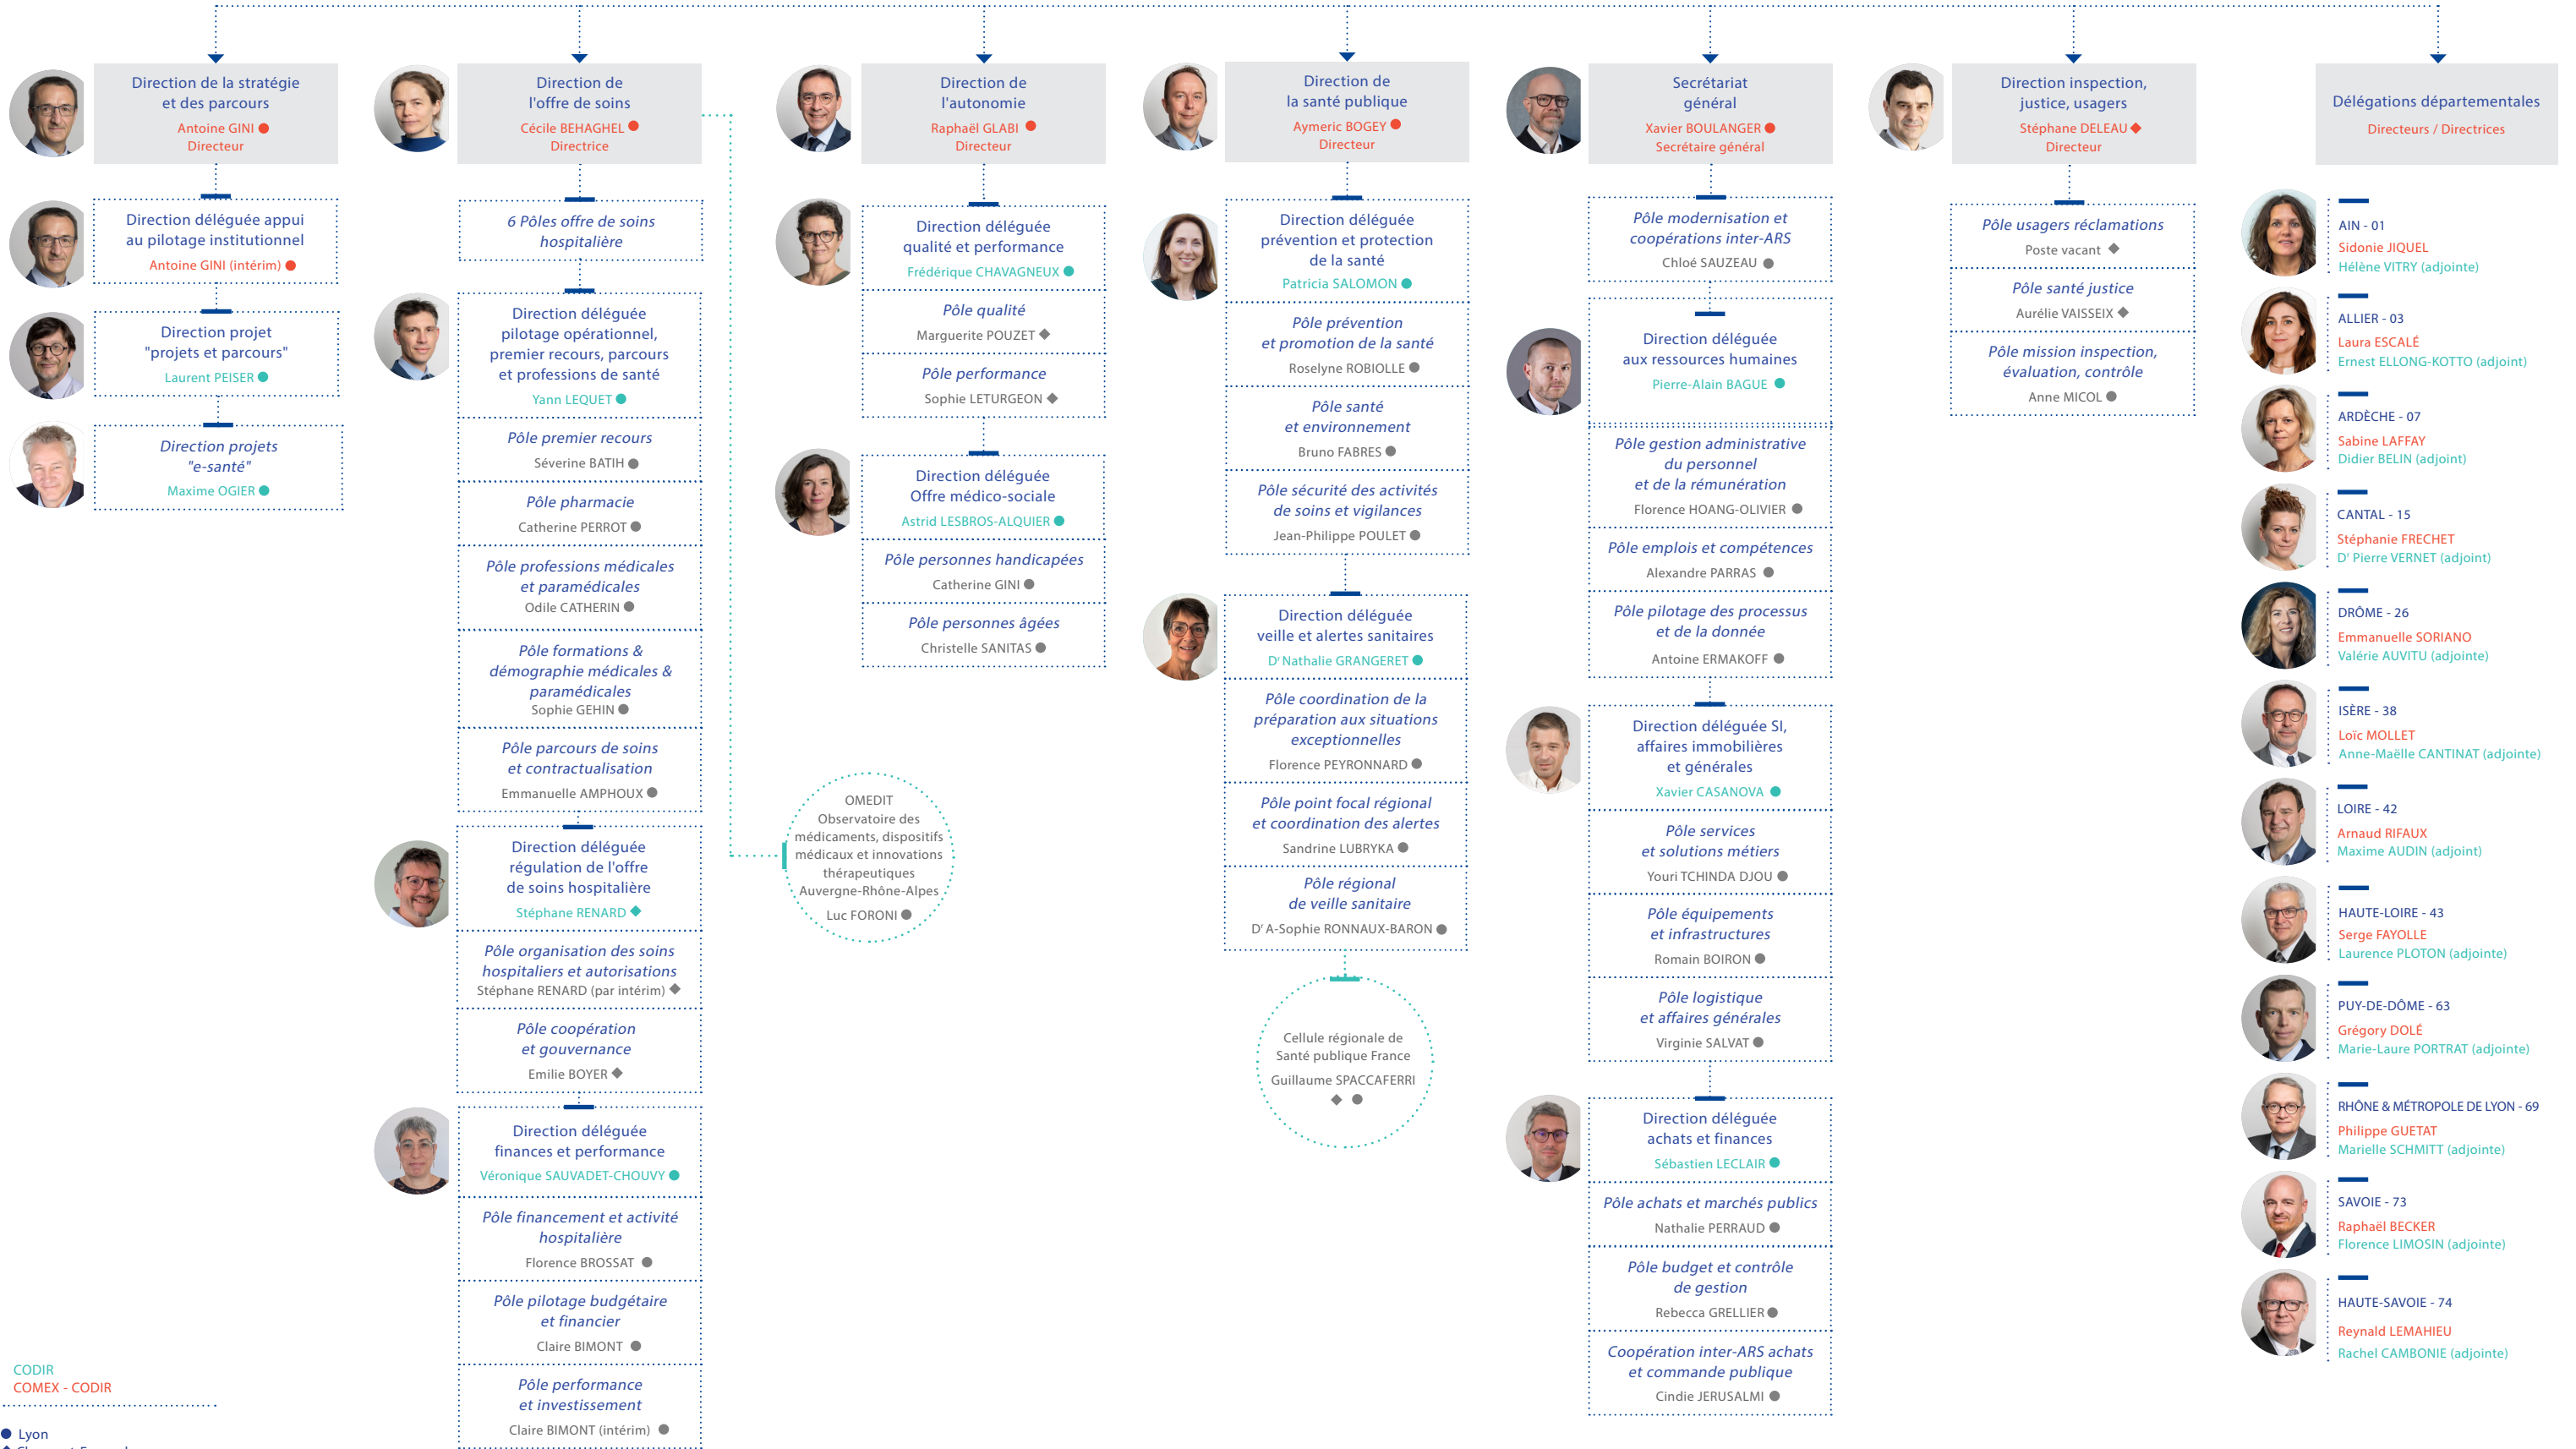 Direction de la stratégie
et des parcours
Antoine GINI
Directeur
Direction déléguée appui
au pilotage institutionnel
Antoine GINI (intérim)
Direction projet
"projets et parcours"
Laurent PEISER
Direction projets
"e-santé"
Maxime OGIER
Direction de
l'offre de soins
Cécile BEHAGHEL
Directrice
6 Pôles offre de soins
hospitalière
Direction déléguée
pilotage opérationnel,
premier recours, parcours
et professions de santé
Yann LEQUET
Pôle premier recours
Séverine BATIH
Pôle pharmacie
Catherine PERROT
Pôle professions médicales
et paramédicales
Odile CATHERIN
Pôle formations &
démographie médicales &
paramédicales
Sophie GEHIN
Pôle parcours de soins
et contractualisation
Emmanuelle AMPHOUX
Direction déléguée
régulation de l'offre
de soins hospitalière
Stéphane RENARD
Pôle organisation des soins
hospitaliers et autorisations
Stéphane RENARD (par intérim)
Pôle coopération
et gouvernance
Emilie BOYER
Direction déléguée
finances et performance
Véronique SAUVADET-CHOUVY
Pôle financement et activité
hospitalière
Florence BROSSAT
Pôle pilotage budgétaire
et financier
Claire BIMONT
Pôle performance
et investissement
Claire BIMONT (intérim)
Direction de
l'autonomie
Raphaël GLABI
Directeur
Direction déléguée
qualité et performance
Frédérique CHAVAGNEUX
Pôle qualité
Marguerite POUZET
Pôle performance
Sophie LETURGEON
Direction déléguée
Offre médico-sociale
Astrid LESBROS-ALQUIER
Pôle personnes handicapées
Catherine GINI
Pôle personnes âgées
Christelle SANITAS
OMEDIT
Observatoire des
médicaments, dispositifs
médicaux et innovations
thérapeutiques
Auvergne-Rhône-Alpes
Luc FORONI
Direction de
la santé publique
Aymeric BOGEY
Directeur
Direction déléguée
prévention et protection
de la santé
Patricia SALOMON
Pôle prévention
et promotion de la santé
Roselyne ROBIOLLE
Pôle santé
et environnement
Bruno FABRES
Pôle sécurité des activités
de soins et vigilances
Jean-Philippe POULET
Direction déléguée
veille et alertes sanitaires
Dr Nathalie GRANGERET
Pôle coordination de la
préparation aux situations
exceptionnelles
Florence PEYRONNARD
Pôle point focal régional
et coordination des alertes
Sandrine LUBRYKA
Pôle régional
de veille sanitaire
Dr A-Sophie RONNAUX-BARON
Cellule régionale de
Santé publique France
Guillaume SPACCAFERRI
Secrétariat
général
Xavier BOULANGER
Secrétaire général
Pôle modernisation et
coopérations inter-ARS
Chloé SAUZEAU
Direction déléguée
aux ressources humaines
Pierre-Alain BAGUE
Pôle gestion administrative
du personnel
et de la rémunération
Florence HOANG-OLIVIER
Pôle emplois et compétences
Alexandre PARRAS
Pôle pilotage des processus
et de la donnée
Antoine ERMAKOFF
Direction déléguée SI,
affaires immobilières
et générales
Xavier CASANOVA
Pôle services
et solutions métiers
Youri TCHINDA DJOU
Pôle équipements
et infrastructures
Romain BOIRON
Pôle logistique
et affaires générales
Virginie SALVAT
Direction déléguée
achats et finances
Sébastien LECLAIR
Pôle achats et marchés publics
Nathalie PERRAUD
Pôle budget et contrôle
de gestion
Rebecca GRELLIER
Coopération inter-ARS achats
et commande publique
Cindie JERUSALMI
Direction inspection,
justice, usagers
Stéphane DELEAU
Directeur
Pôle usagers réclamations
Poste vacant
Pôle santé justice
Aurélie VAISSEIX
Pôle mission inspection,
évaluation, contrôle
Anne MICOL
Délégations départementales
Directeurs / Directrices
AIN - 01
Sidonie JIQUEL
Hélène VITRY (adjointe)
ALLIER - 03
Laura ESCALÉ
Ernest ELLONG-KOTTO (adjoint)
ARDÈCHE - 07
Sabine LAFFAY
Didier BELIN (adjoint)
CANTAL - 15
Stéphanie FRECHET
Dr Pierre VERNET (adjoint)
DRÔME - 26
Emmanuelle SORIANO
Valérie AUVITU (adjointe)
ISÈRE - 38
Loïc MOLLET
Anne-Maëlle CANTINAT (adjointe)
LOIRE - 42
Arnaud RIFAUX
Maxime AUDIN (adjoint)
HAUTE-LOIRE - 43
Serge FAYOLLE
Laurence PLOTON (adjointe)
PUY-DE-DÔME - 63
Grégory DOLÉ
Marie-Laure PORTRAT (adjointe)
RHÔNE & MÉTROPOLE DE LYON - 69
Philippe GUETAT
Marielle SCHMITT (adjointe)
SAVOIE - 73
Raphaël BECKER
Florence LIMOSIN (adjointe)
HAUTE-SAVOIE - 74
Reynald LEMAHIEU
Rachel CAMBONIE (adjointe)
CODIR
COMEX - CODIR
Lyon